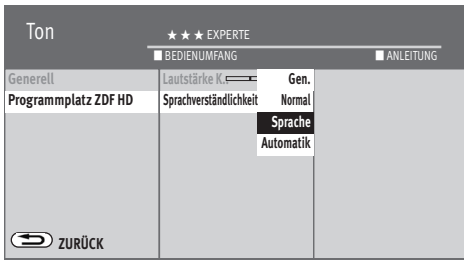 Ton
★ ★ ★ EXPERTE
BEDIENUMFANG
ANLEITUNG
Generell
Lautstärke K.
Gen.
Programmplatz ZDF HD
Sprachverständlichkeit
Normal
Sprache
Automatik
ZURÜCK